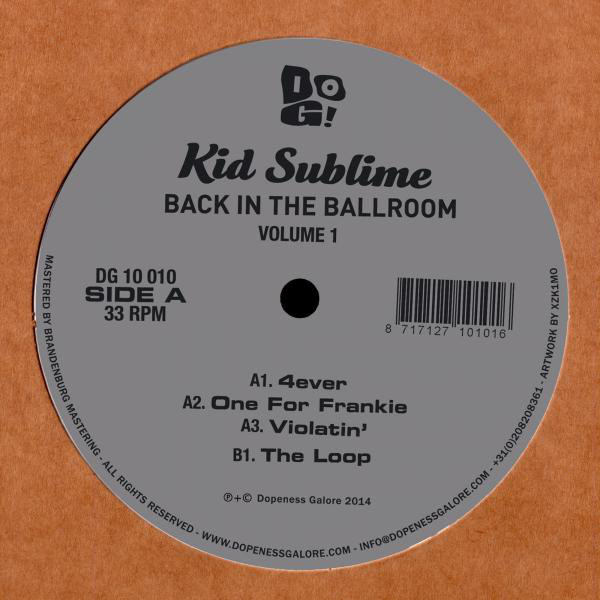 DOG!
Kid Sublime
BACK IN THE BALLROOM
VOLUME 1
DG 10 010
SIDE A
33 RPM
8 717127 101016
A1. 4ever
A2. One For Frankie
A3. Violatin'
B1. The Loop
℗+© Dopeness Galore 2014
MASTERED BY BRANDENBURG MASTERING - ALL RIGHTS RESERVED - WWW.DOPENESSGALORE.COM - INFO@DOPENESSGALORE.COM - +31(0)208208361 - ARTWORK BY XZK1MO